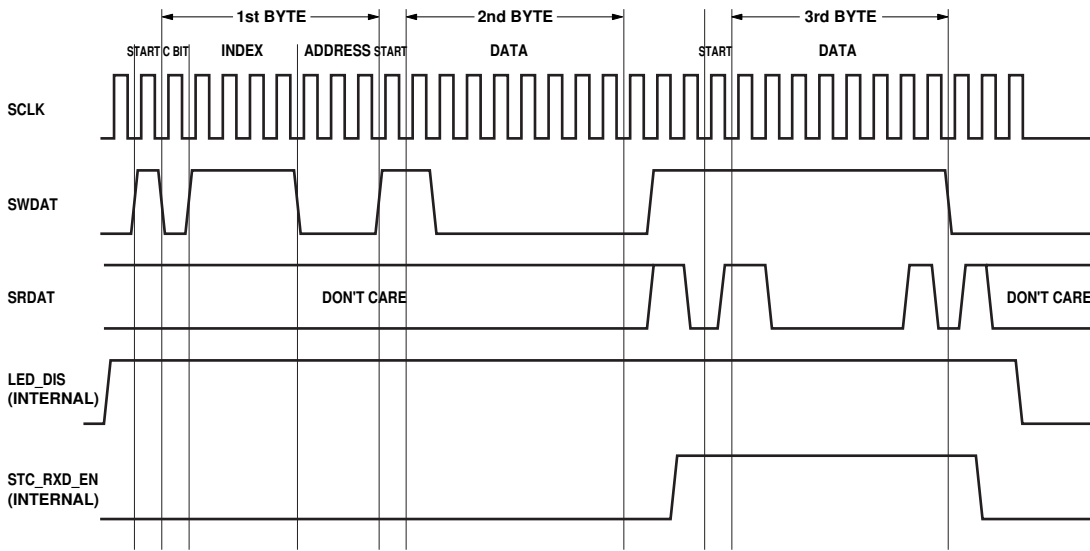 1st BYTE 2nd BYTE 3rd BYTE
START C BIT INDEX ADDRESS START DATA START DATA
SCLK
SWDAT
SRDAT DON'T CARE DON'T CARE
LED_DIS
(INTERNAL)
STC_RXD_EN
(INTERNAL)